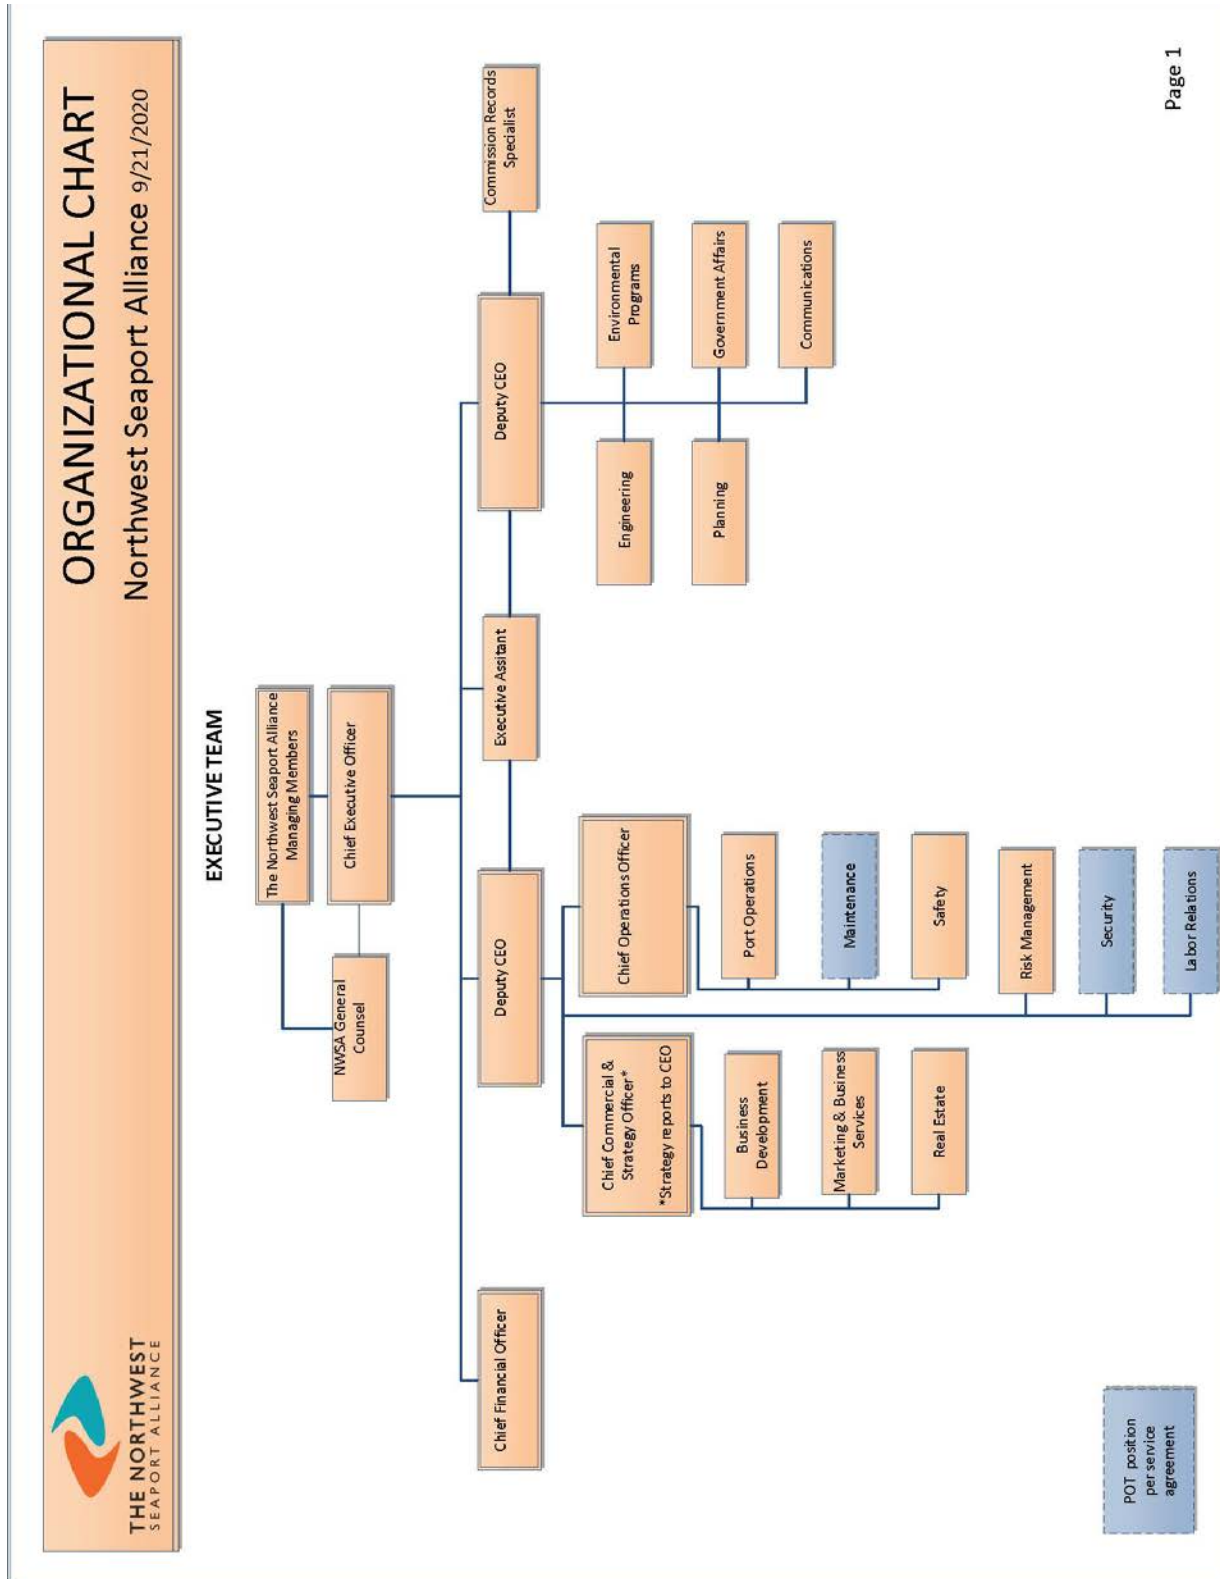 THE NORTHWEST
SEAPORT ALLIANCE
ORGANIZATIONAL CHART
Northwest Seaport Alliance 9/21/2020
EXECUTIVE TEAM
The Northwest Seaport Alliance
Managing Members
NWSA General
Counsel
Chief Executive Officer
Chief Financial Officer
Deputy CEO
Executive Assitant
Deputy CEO
Commission Records
Specialist
Chief Commercial &
Strategy Officer*
*Strategy reports to CEO
Chief Operations Officer
Engineering
Environmental
Programs
Business
Development
Port Operations
Planning
Government Affairs
Marketing & Business
Services
Maintenance
Communications
Real Estate
Safety
Risk Management
Security
Labor Relations
POT position
per service
agreement
Page 1